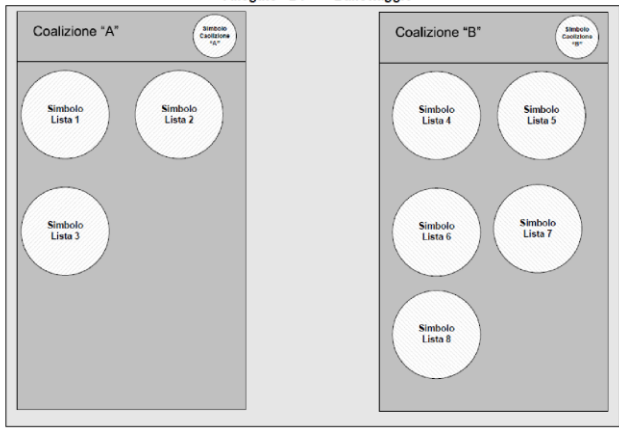 Coalizione "A"
Simbolo
Coalizione
"A"
Simbolo
Lista 1
Simbolo
Lista 2
Simbolo
Lista 3
Coalizione "B"
Simbolo
Coalizione
"B"
Simbolo
Lista 4
Simbolo
Lista 5
Simbolo
Lista 6
Simbolo
Lista 7
Simbolo
Lista 8